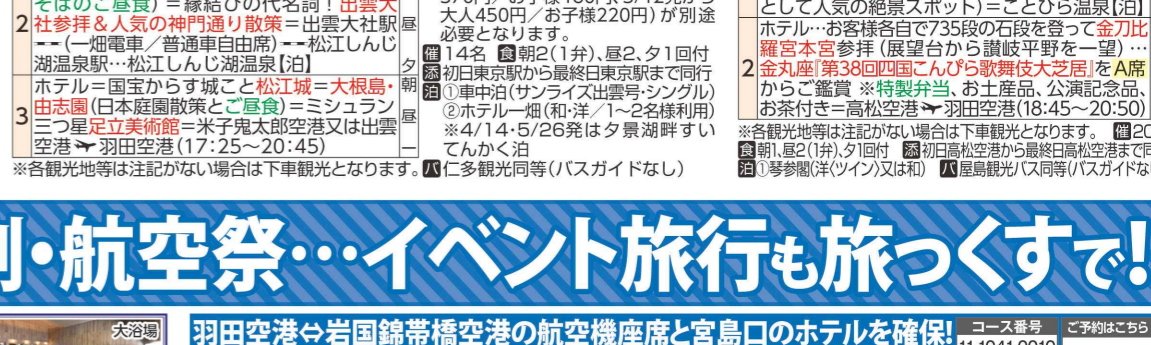 そばのご昼食)=縁結びの代名詞!出雲大
2 社参拝&人気の神門通り散策=出雲大社駅 昼
--(一畑電車/普通車自由席)--松江しんじ
湖温泉駅…松江しんじ湖温泉【泊】 夕
ホテル=国宝からす城こと松江城=大根島・ 朝
3 由志園(日本庭園散策とご昼食)=ミシュラン 昼
三つ星足立美術館=米子鬼太郎空港又は出雲
空港 羽田空港(17:25~20:45) ー
※各観光地等は注記がない場合は下車観光となります。
大人450円/お子様220円)が別途
必要となります。
催14名 食朝2(1弁)、昼2、夕1回付
添初日東京駅から最終日東京駅まで同行
泊①車中泊(サンライズ出雲号・シングル)
②ホテル一畑(和・洋/1~2名様利用)
※4/14・5/26発は夕景湖畔すい
てんかく泊
バ仁多観光同等(バスガイドなし)
として人気の絶景スポット)=ことひら温泉【泊】
ホテル…お客様各自で735段の石段を登って金刀比
羅宮本宮参拝(展望台から讃岐平野を一望)…
2 金丸座『第38回四国こんぴら歌舞伎大芝居』をA席
からご鑑賞 ※特製弁当、お土産品、公演記念品、
お茶付き=高松空港 羽田空港(18:45~20:50)
※各観光地等は注記がない場合は下車観光となります。 催20
食朝1、昼2(1弁)、夕1回付 添初日高松空港から最終日高松空港まで同
泊①琴参閣(洋〈ツイン〉又は和) バ屋島観光バス同等(バスガイドな
・航空祭…イベント旅行も旅っくすで!
大浴場
羽田空港⇔岩国錦帯橋空港の航空機座席と宮島口のホテルを確保!
コース番号
ご予約はこちら